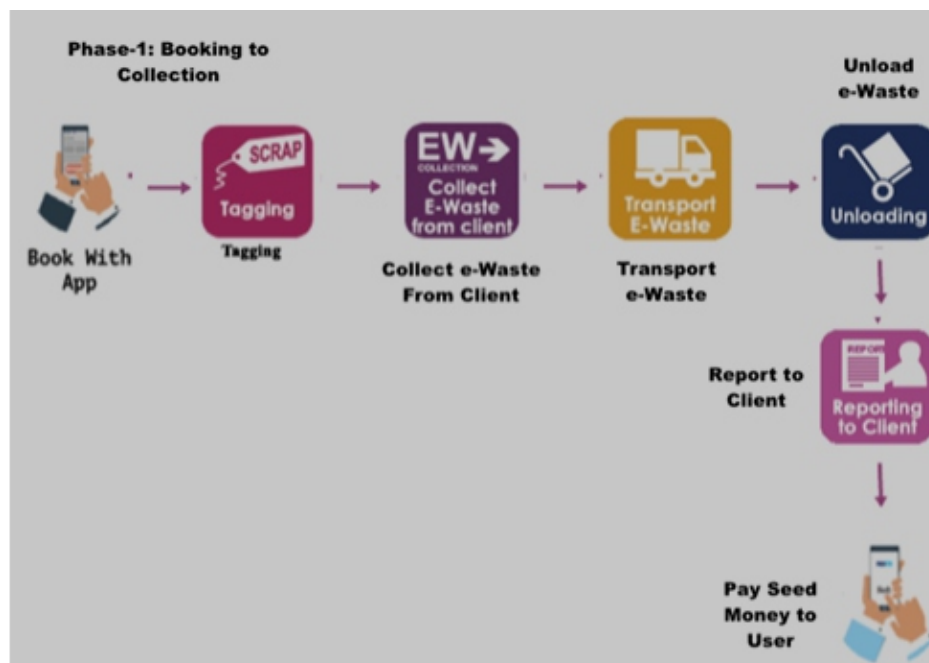 Phase-1: Booking to
Collection
Book With
App
SCRAP
Tagging
Tagging
EW
COLLECTION
Collect
E-Waste
from client
Collect e-Waste
From Client
Transport
E-Waste
Transport
e-Waste
Unload
e-Waste
Unloading
Report to
Client
REPORT
Reporting
to Client
Pay Seed
Money to
User